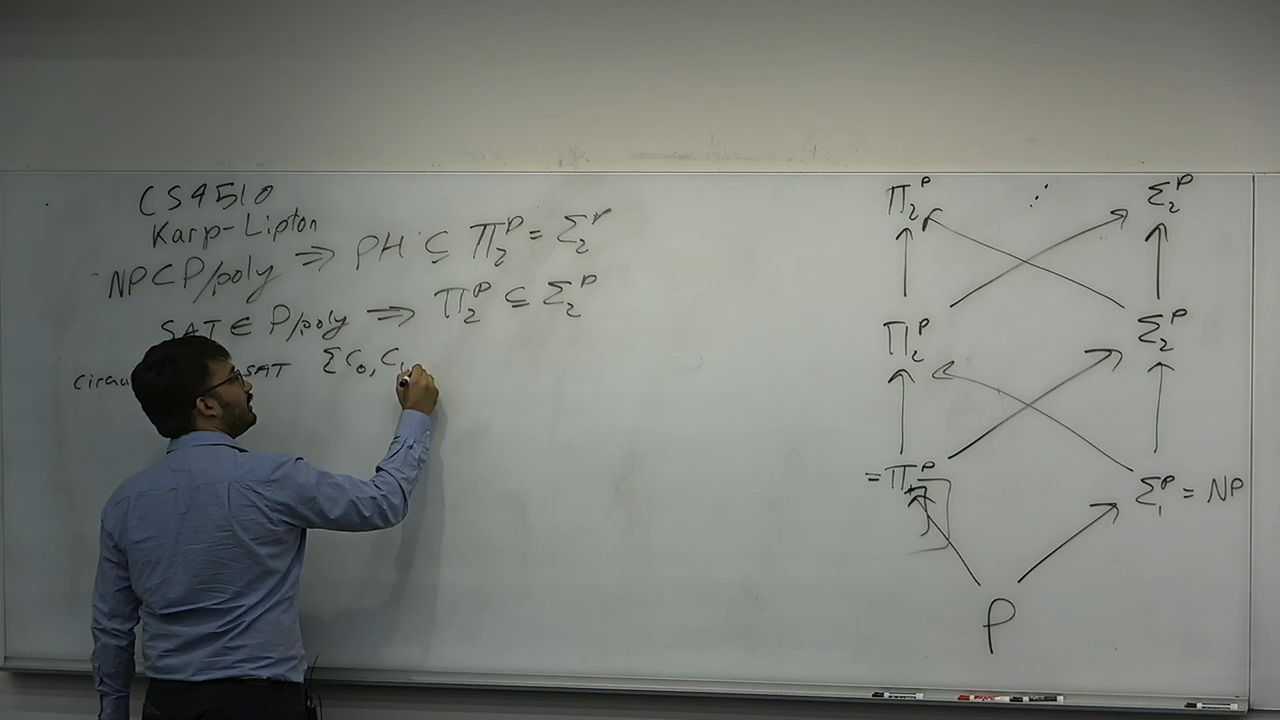 CS4510
Karp-Lipton
NP⊂P/poly ⇒ PH ⊆ Π₂ᴾ = Σ₂ᴾ
SAT ∈ P/poly ⇒ Π₂ᴾ ⊆ Σ₂ᴾ
SAT {C₀, C₁
Π₂ᴾ ⋰ Σ₂ᴾ
Π₂ᴾ Σ₂ᴾ
= Σ₁ᴾ = NP
P